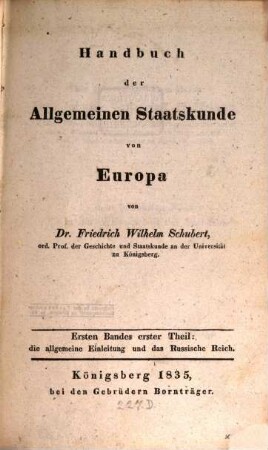 Handbuch
der
Allgemeinen Staatskunde
von
Europa
von
Dr. Friedrich Wilhelm Schubert,
ord. Prof. der Geschichte und Staatskunde an der Universität
zu Königsberg.
Ersten Bandes erster Theil:
die allgemeine Einleitung und das Russische Reich.
Königsberg 1835,
bei den Gebrüdern Bornträger.
227.D.